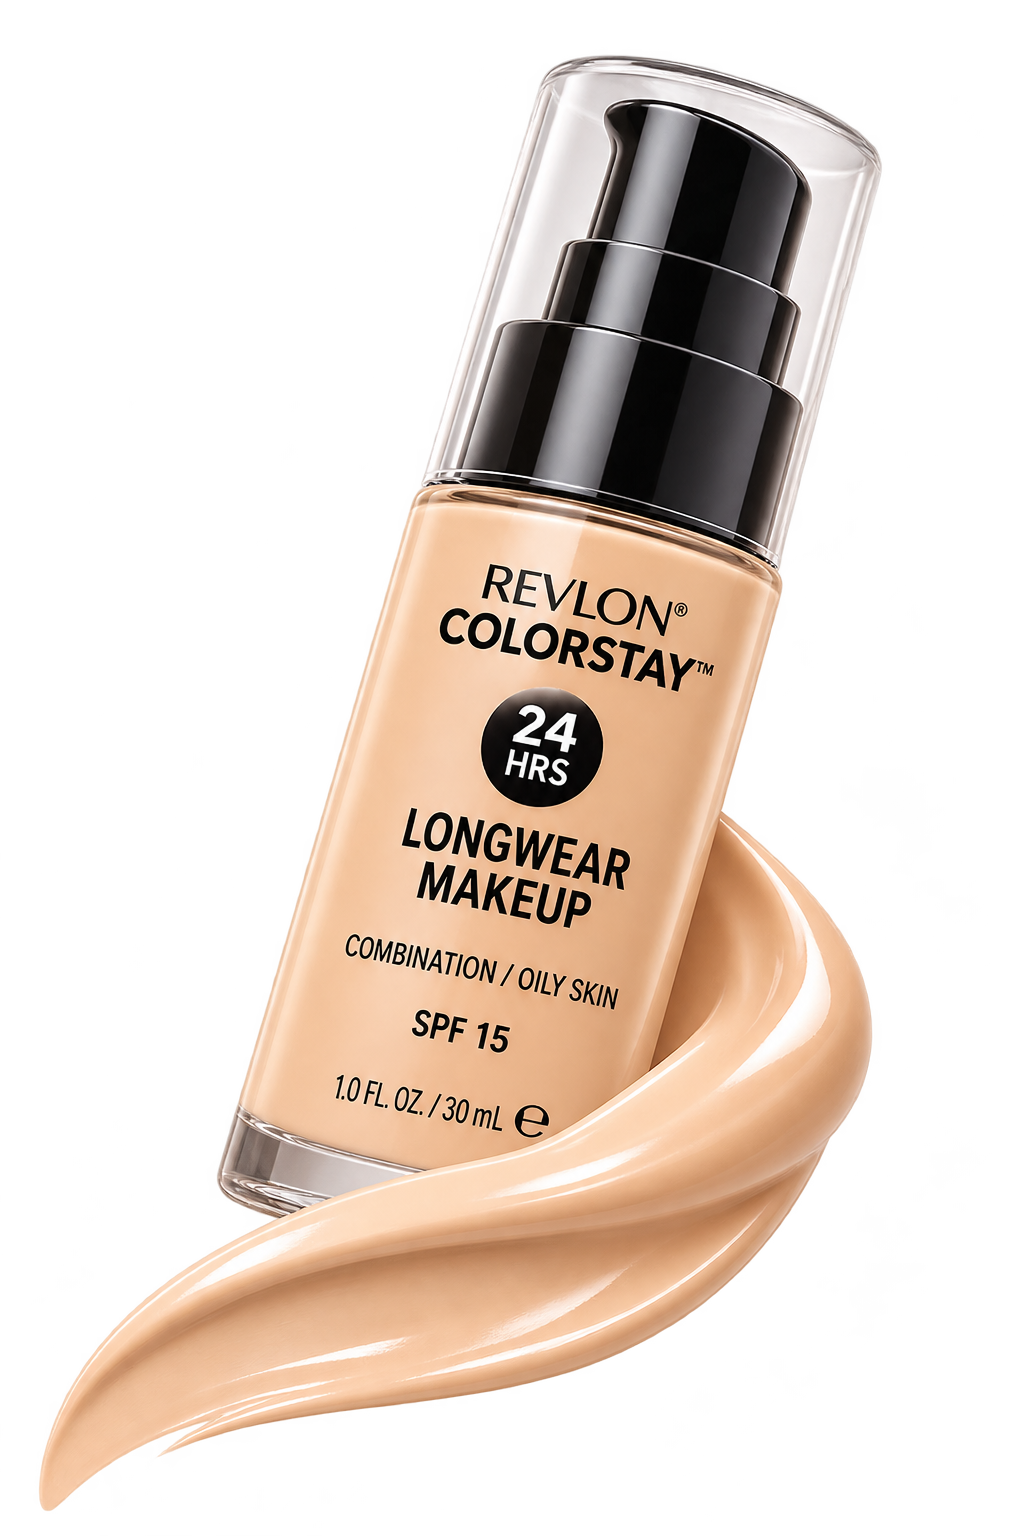 REVLON®
COLORSTAY™
24
HRS
LONGWEAR
MAKEUP
COMBINATION / OILY SKIN
SPF 15
1.0 FL. OZ. / 30 mL ℮